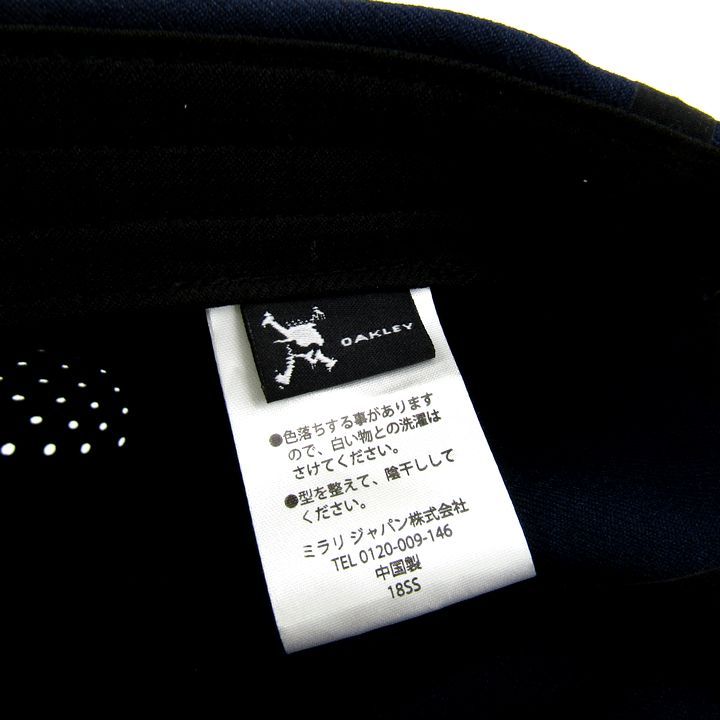 OAKLEY
●色落ちする事があります
ので、白い物との洗濯は
さけてください。
●型を整えて、陰干しして
ください。
ミラリ ジャパン株式会社
TEL 0120-009-146
中国製
18SS